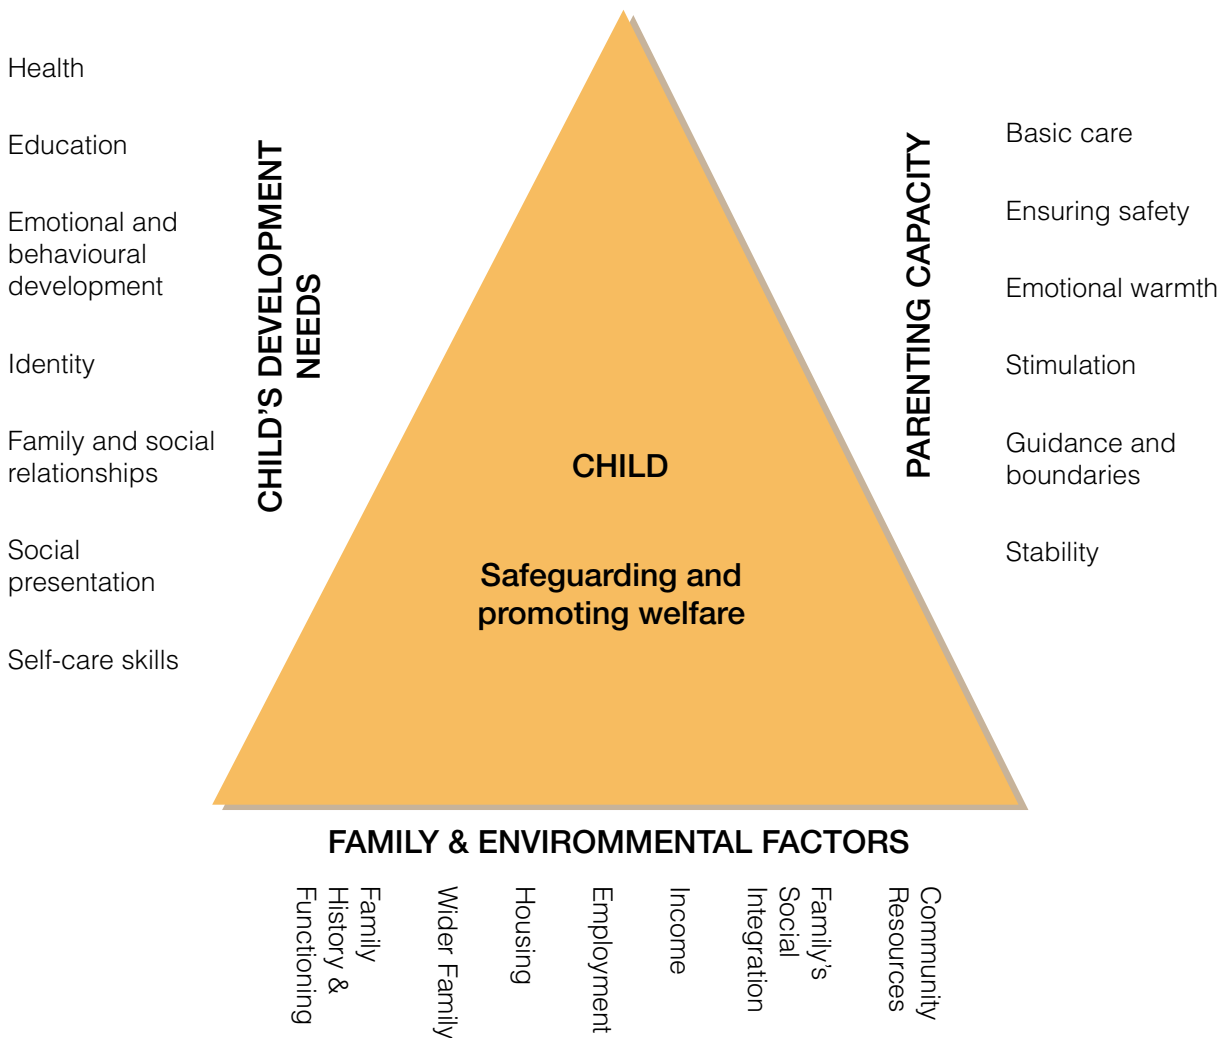 Health
Education
Emotional and
behavioural
development
Identity
Family and social
relationships
Social
presentation
Self-care skills
CHILD'S DEVELOPMENT
NEEDS
CHILD
Safeguarding and
promoting welfare
PARENTING CAPACITY
Basic care
Ensuring safety
Emotional warmth
Stimulation
Guidance and
boundaries
Stability
FAMILY & ENVIROMMENTAL FACTORS
Family
History &
Functioning
Wider Family
Housing
Employment
Income
Family's
Social
Integration
Community
Resources